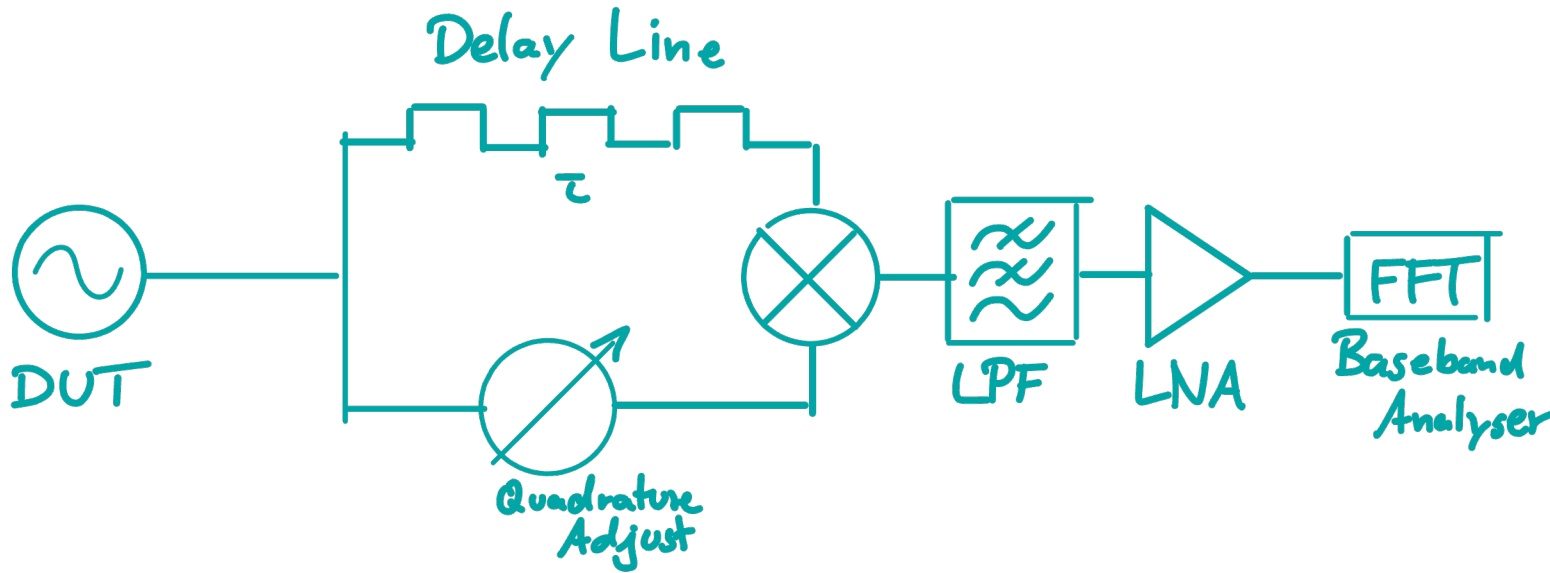 Delay Line
τ
DUT
Quadrature
Adjust
LPF
LNA
FFT
Baseband
Analyser